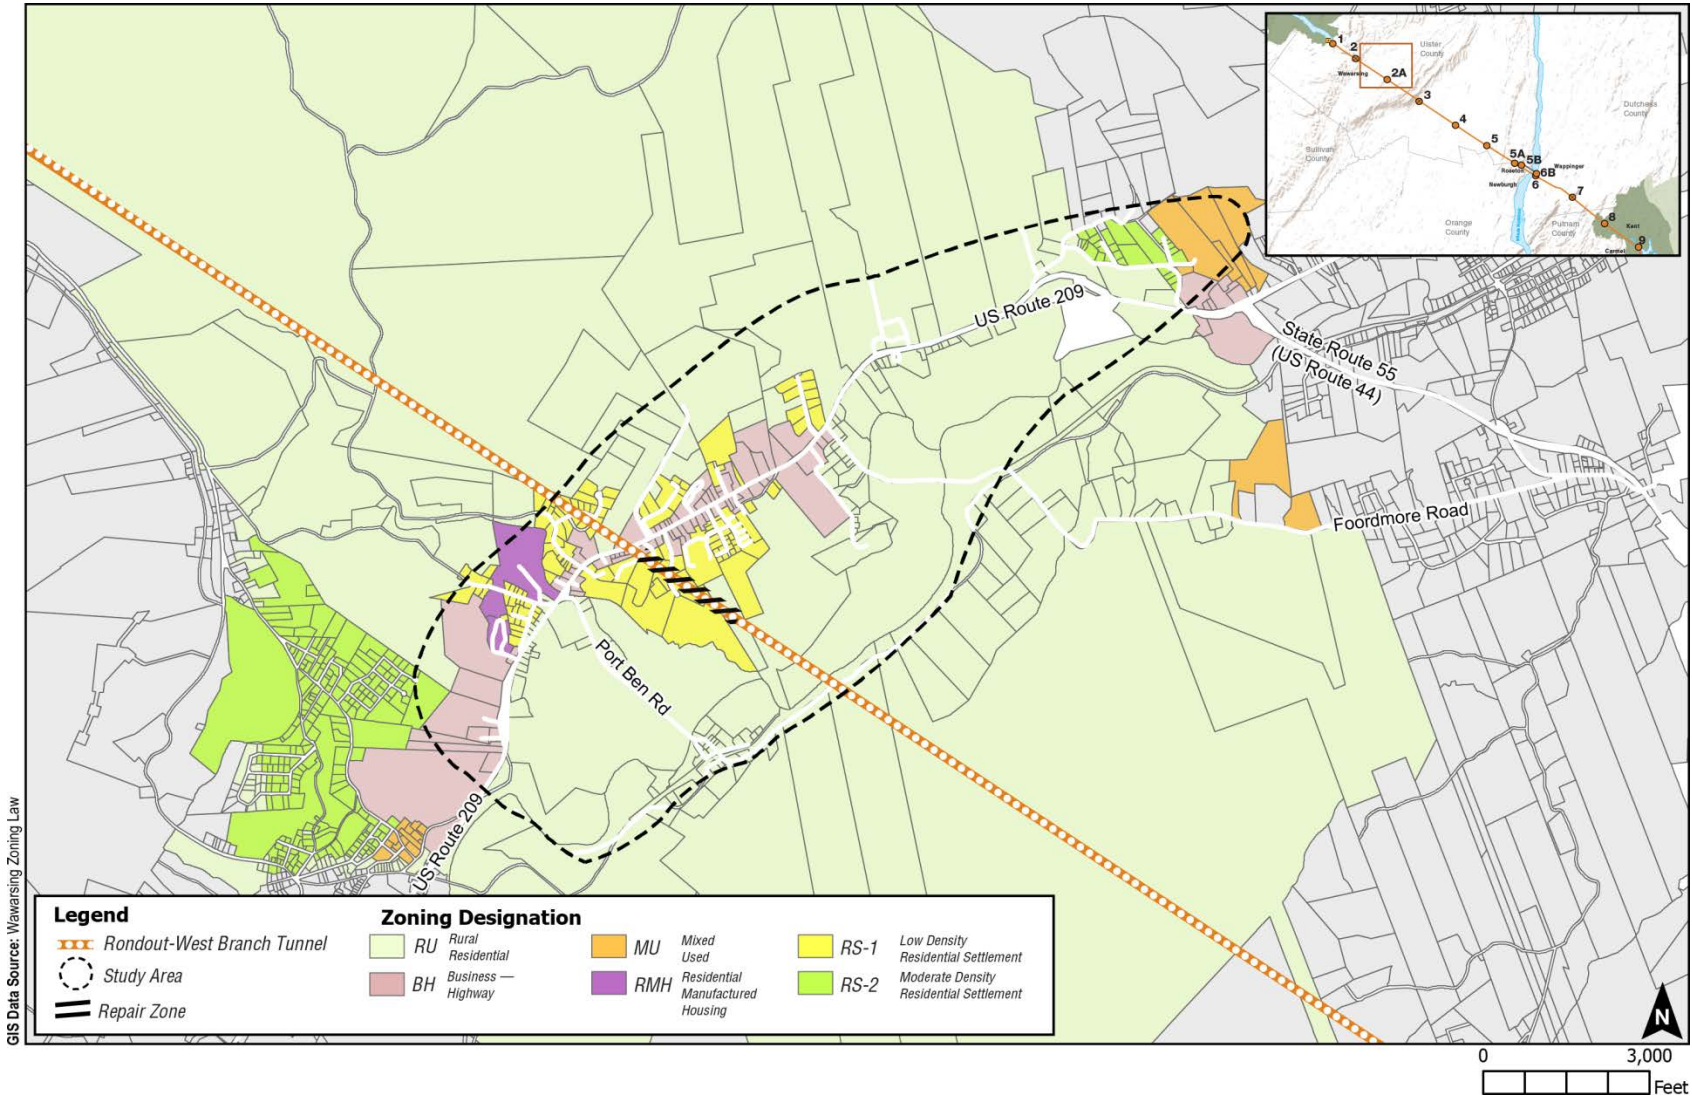 1
2
Ulster
County
Wawarsing
2A
3
Dutchess
County
4
Sullivan
County
5
5A
5B
Wappinger
Roseton
6B
Newburgh
6
7
Orange
County
Putnam
County
8
Kent
9
Carmel
US Route 209
State Route 55
(US Route 44)
Foordmore Road
Port Ben Rd
US Route 209
GIS Data Source: Wawarsing Zoning Law
Legend
Rondout-West Branch Tunnel
Study Area
Repair Zone
Zoning Designation
RU Rural
Residential
BH Business —
Highway
MU Mixed
Used
RMH Residential
Manufactured
Housing
RS-1 Low Density
Residential Settlement
RS-2 Moderate Density
Residential Settlement
N
0 3,000
Feet